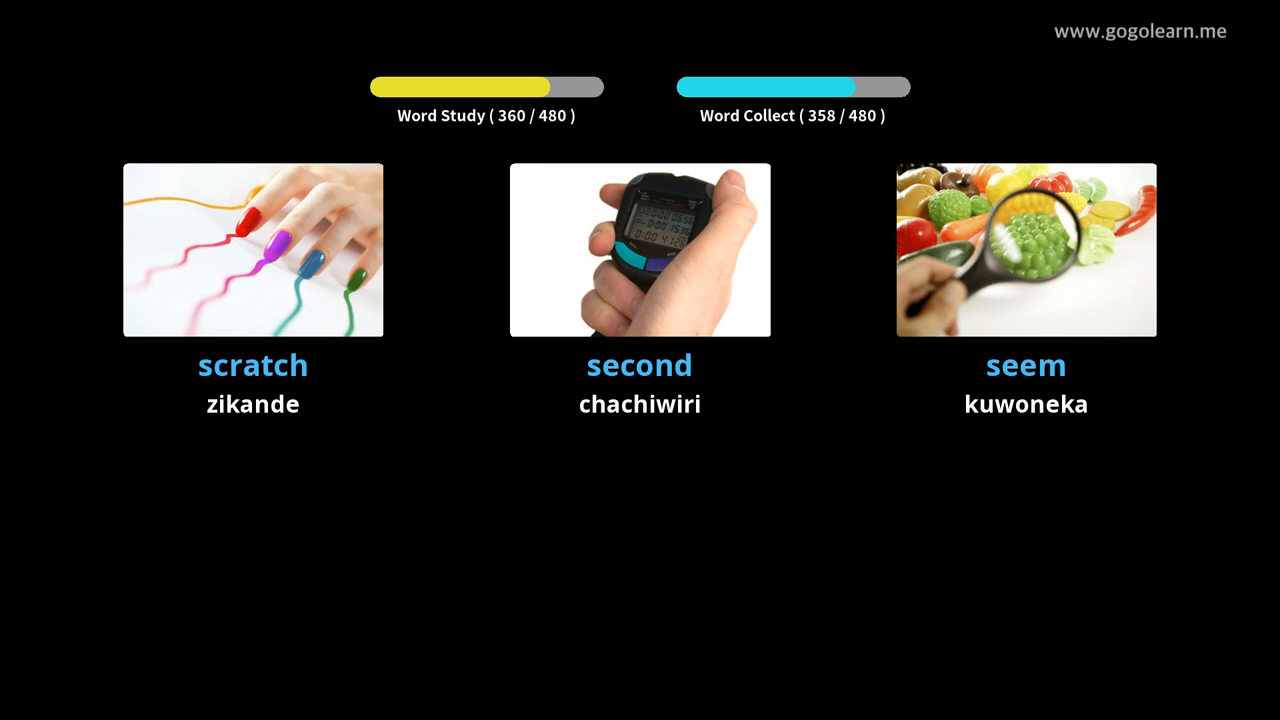 www.gogolearn.me
Word Study ( 360 / 480 )
Word Collect ( 358 / 480 )
scratch
zikande
second
chachiwiri
seem
kuwoneka